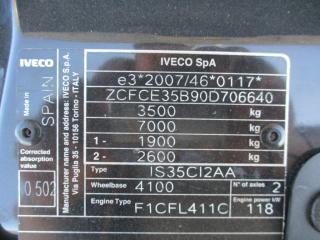 IVECO
IVECO SpA
e3*2007/46*0117*
ZCFCE35B90D706640
3500 kg
7000 kg
1- 1900 kg
2- 2600 kg
Type IS35CI2AA
Wheelbase 4100 N° of axles 2
Engine Type F1CFL411C Engine power kW 118
Made in SPAIN
Corrected absorption value
0 502
Manufacturer name and address: IVECO S.p.A.
Via Puglia 35 - 10156 Torino - ITALY